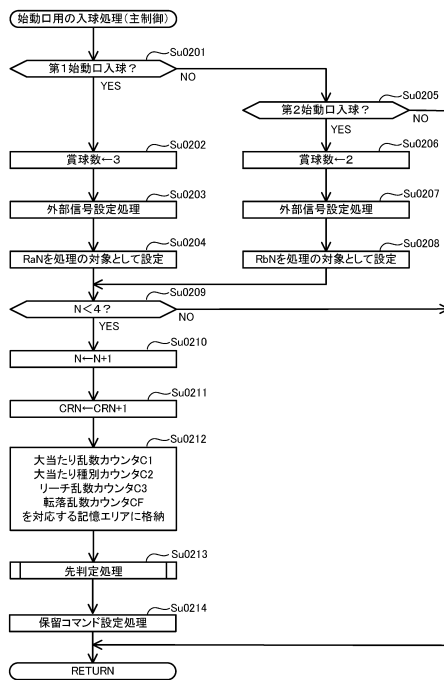 始動口用の入球処理(主制御)
Su0201
第1始動口入球?
NO
YES
Su0205
第2始動口入球?
NO
YES
Su0202
賞球数←3
Su0206
賞球数←2
Su0203
外部信号設定処理
Su0207
外部信号設定処理
Su0204
RaNを処理の対象として設定
Su0208
RbNを処理の対象として設定
Su0209
N<4?
NO
YES
Su0210
N←N+1
Su0211
CRN←CRN+1
Su0212
大当たり乱数カウンタC1
大当たり種別カウンタC2
リーチ乱数カウンタC3
転落乱数カウンタCF
を対応する記憶エリアに格納
Su0213
先判定処理
Su0214
保留コマンド設定処理
RETURN